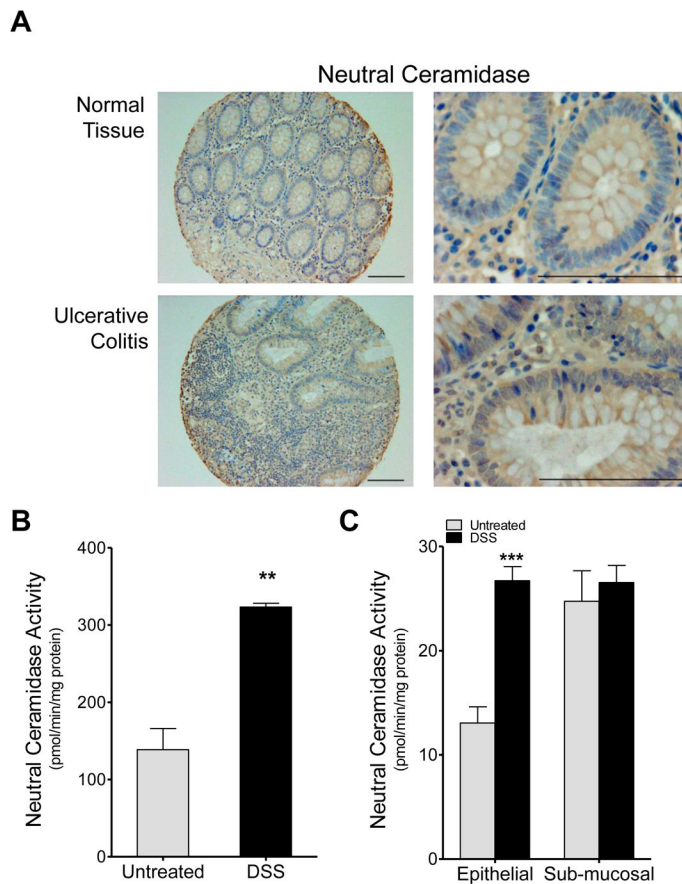 A
Neutral Ceramidase
Normal
Tissue
Ulcerative
Colitis
B
Neutral Ceramidase Activity
(pmol/min/mg protein)
400
300
200
100
0
**
Untreated
DSS
C
Untreated
DSS
Neutral Ceramidase Activity
(pmol/min/mg protein)
30
20
10
0
***
Epithelial
Sub-mucosal